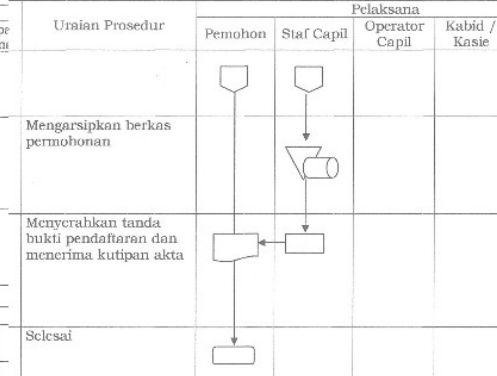 Pelaksana
Uraian Prosedur
Pemohon
Staf Capil
Operator
Capil
Kabid /
Kasie
Mengarsipkan berkas
permohonan
Menyerahkan tanda
bukti pendaftaran dan
menerima kutipan akta
Selesai